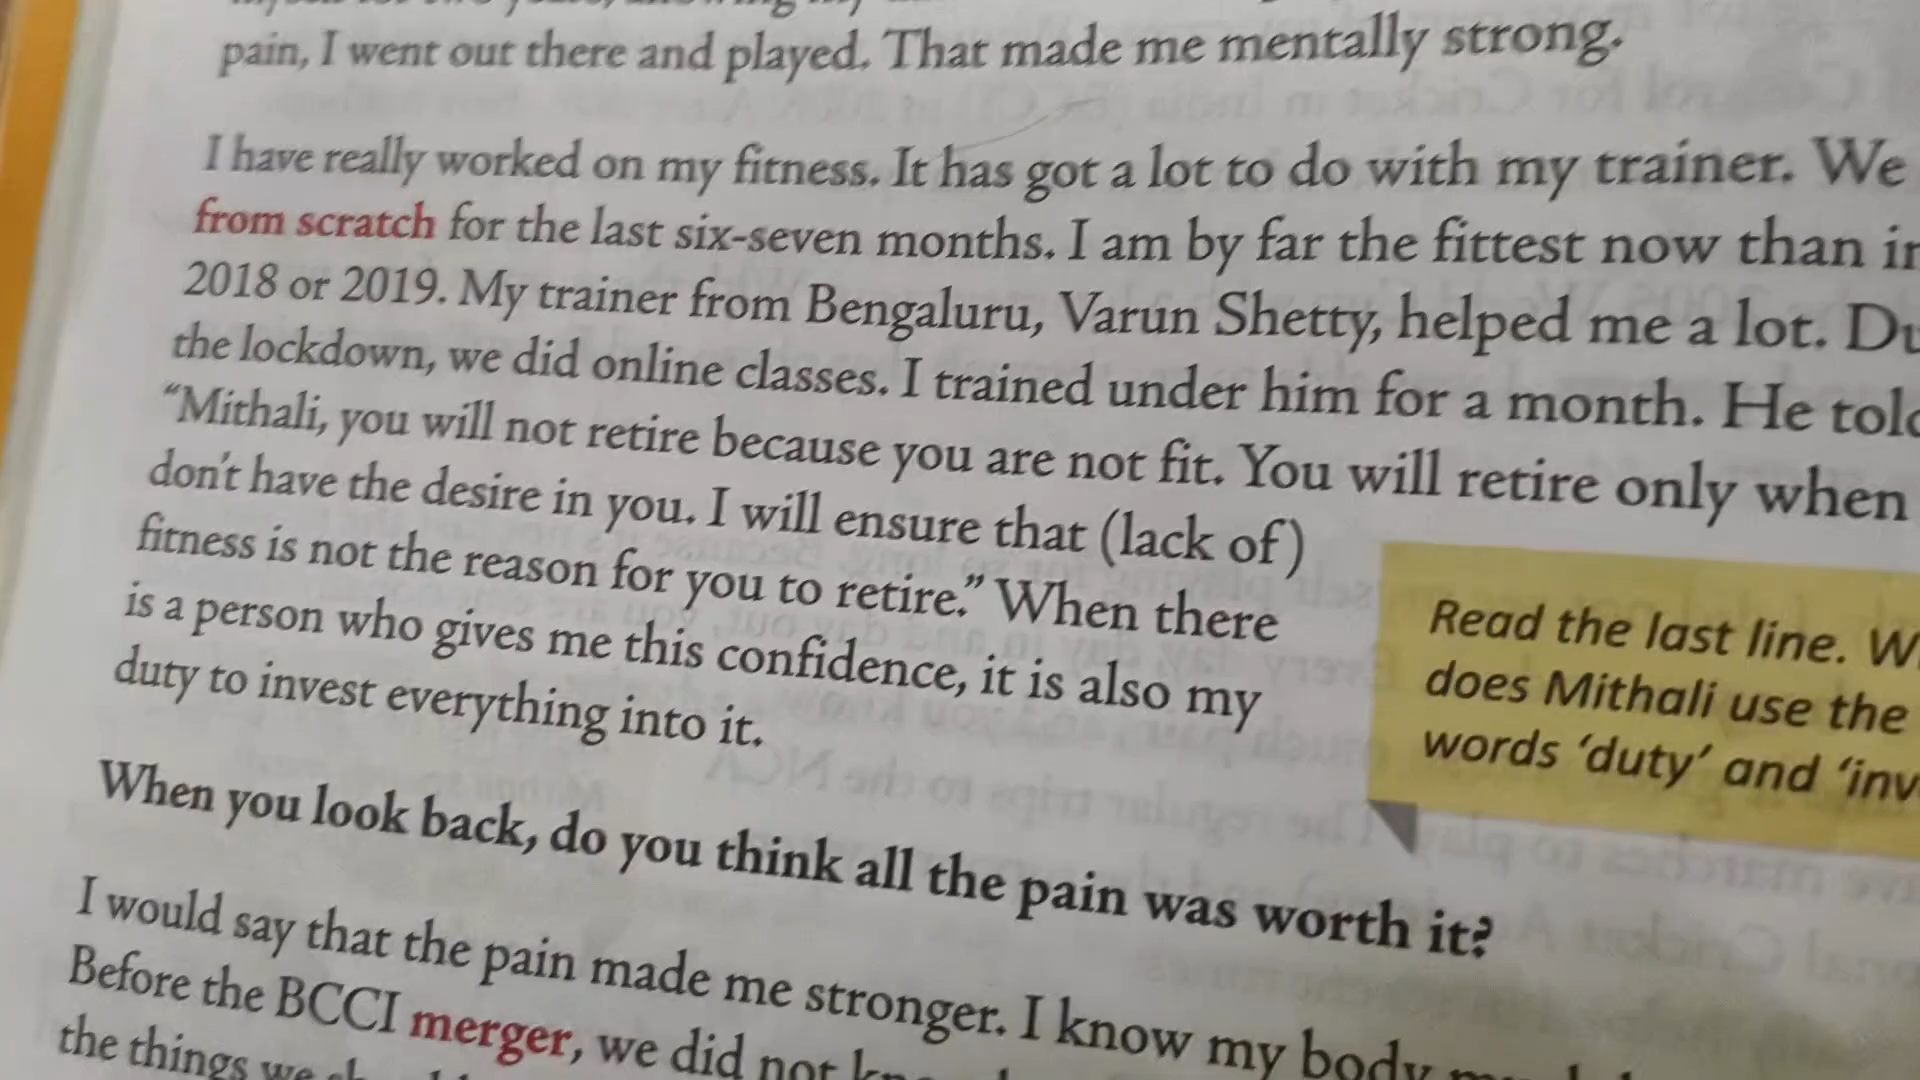 pain, I went out there and played. That made me mentally strong.
I have really worked on my fitness. It has got a lot to do with my trainer. We
from scratch for the last six-seven months. I am by far the fittest now than
2018 or 2019. My trainer from Bengaluru, Varun Shetty, helped me a lot.
the lockdown, we did online classes. I trained under him for a month. He
“Mithali, you will not retire because you are not fit. You will retire only when
don't have the desire in you. I will ensure that (lack of)
fitness is not the reason for you to retire.” When there
is a person who gives me this confidence, it is also my
duty to invest everything into it.
Read the last line.
does Mithali use the
words ‘duty’ and
When you look back, do you think all the pain was worth it?
I would say that the pain made me stronger. I know my body
Before the BCCI merger, we did not
the things we